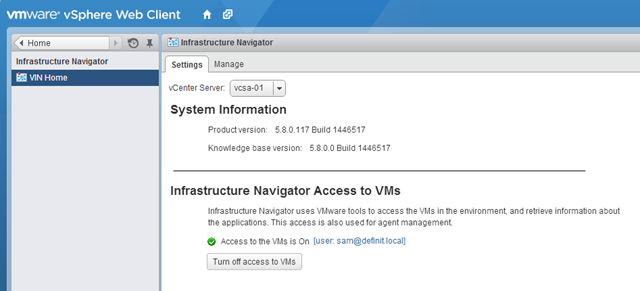 vmware® vSphere Web Client
Home
Infrastructure Navigator
VIN Home
Infrastructure Navigator
Settings Manage
vCenter Server: vcsa-01
System Information
Product version: 5.8.0.117 Build 1446517
Knowledge base version: 5.8.0.0 Build 1446517
Infrastructure Navigator Access to VMs
Infrastructure Navigator uses VMware tools to access the VMs in the environment, and retrieve information about
the applications. This access is also used for agent management.
Access to the VMs is On [user: sam@definit.local]
Turn off access to VMs